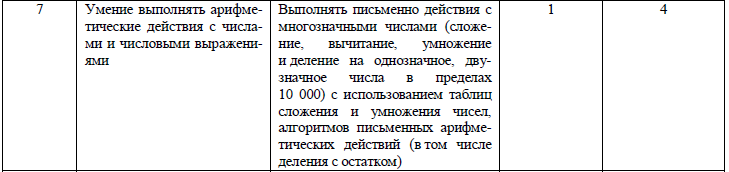 7
Умение выполнять арифме-
тические действия с числа-
ми и числовыми выражени-
ями
Выполнять письменно действия с
многозначными числами (сложе-
ние, вычитание, умножение
и деление на однозначное, дву-
значное числа в пределах
10 000) с использованием таблиц
сложения и умножения чисел,
алгоритмов письменных арифме-
тических действий (в том числе
деления с остатком)
1
4